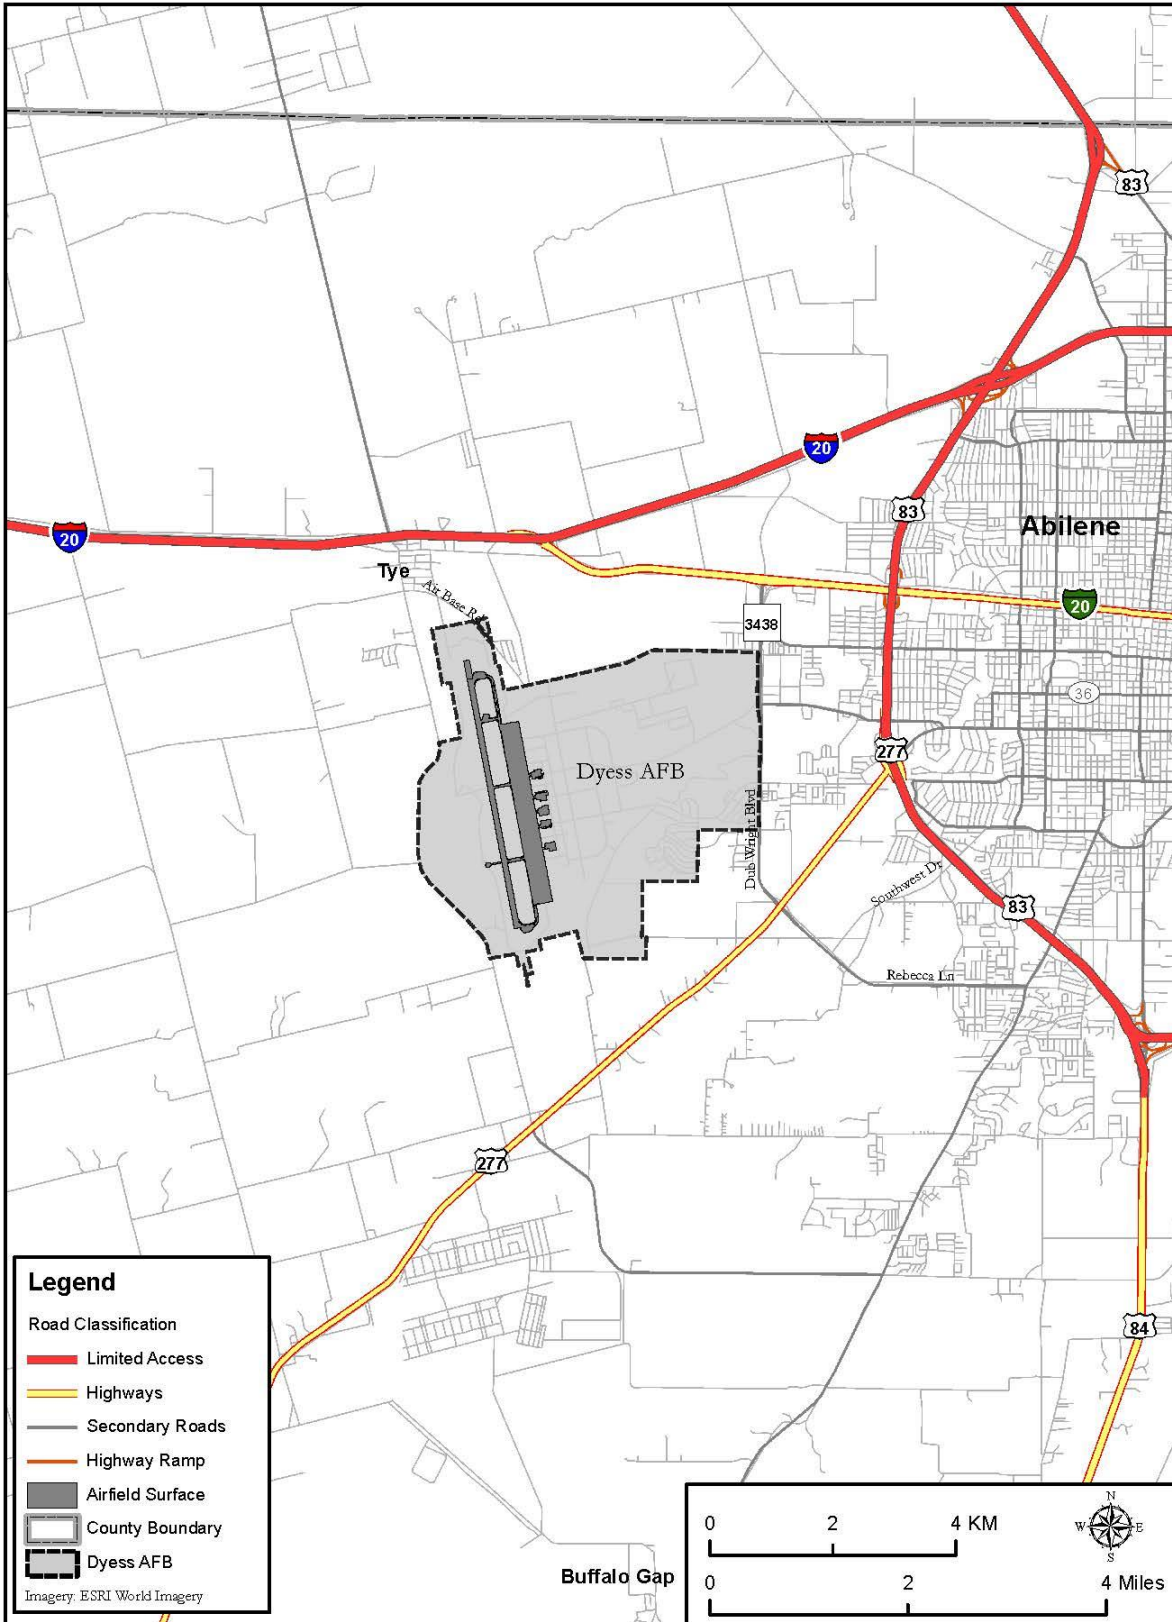 83
20
83
Abilene
20
Tye
Air Base Rd
20
3438
36
277
Dyess AFB
Dub Wright Blvd
Southwest Dr
83
Rebecca Ln
277
84
Legend
Road Classification
Limited Access
Highways
Secondary Roads
Highway Ramp
Airfield Surface
County Boundary
Dyess AFB
Imagery: ESRI World Imagery
Buffalo Gap
0 2 4 KM
N
W E
S
0 2 4 Miles